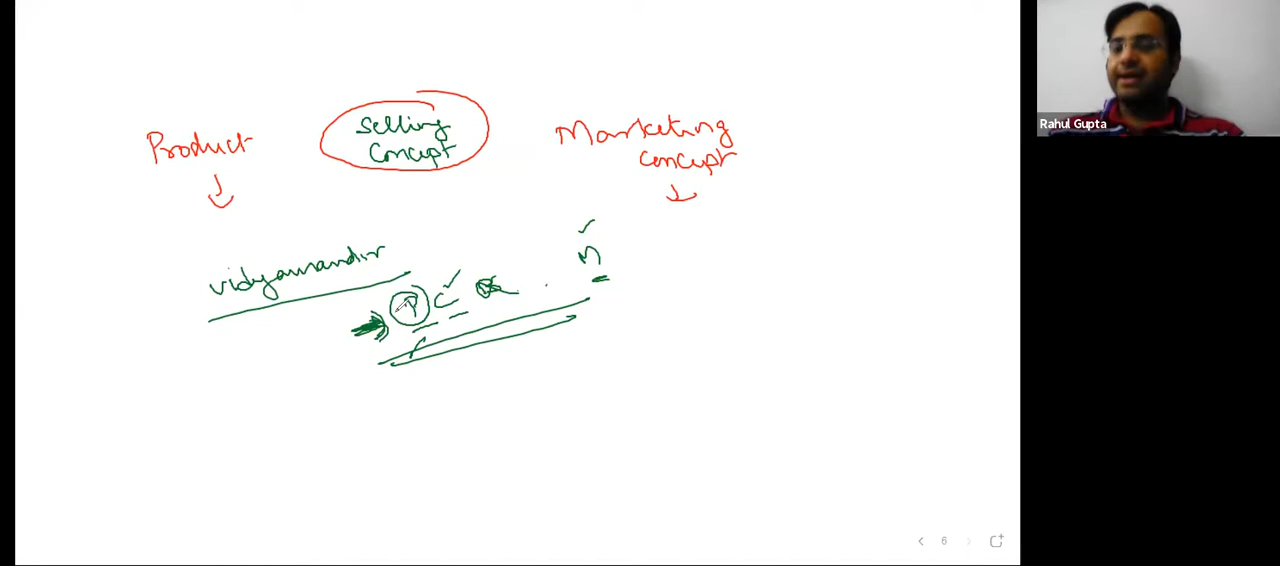 Product
Selling
Concept
Marketing
concept
vidyamandir
P C
M
Rahul Gupta
6